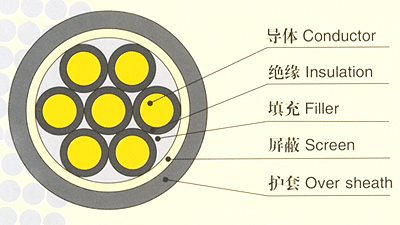 导体 Conductor
绝缘 Insulation
填充 Filler
屏蔽 Screen
护套 Over sheath